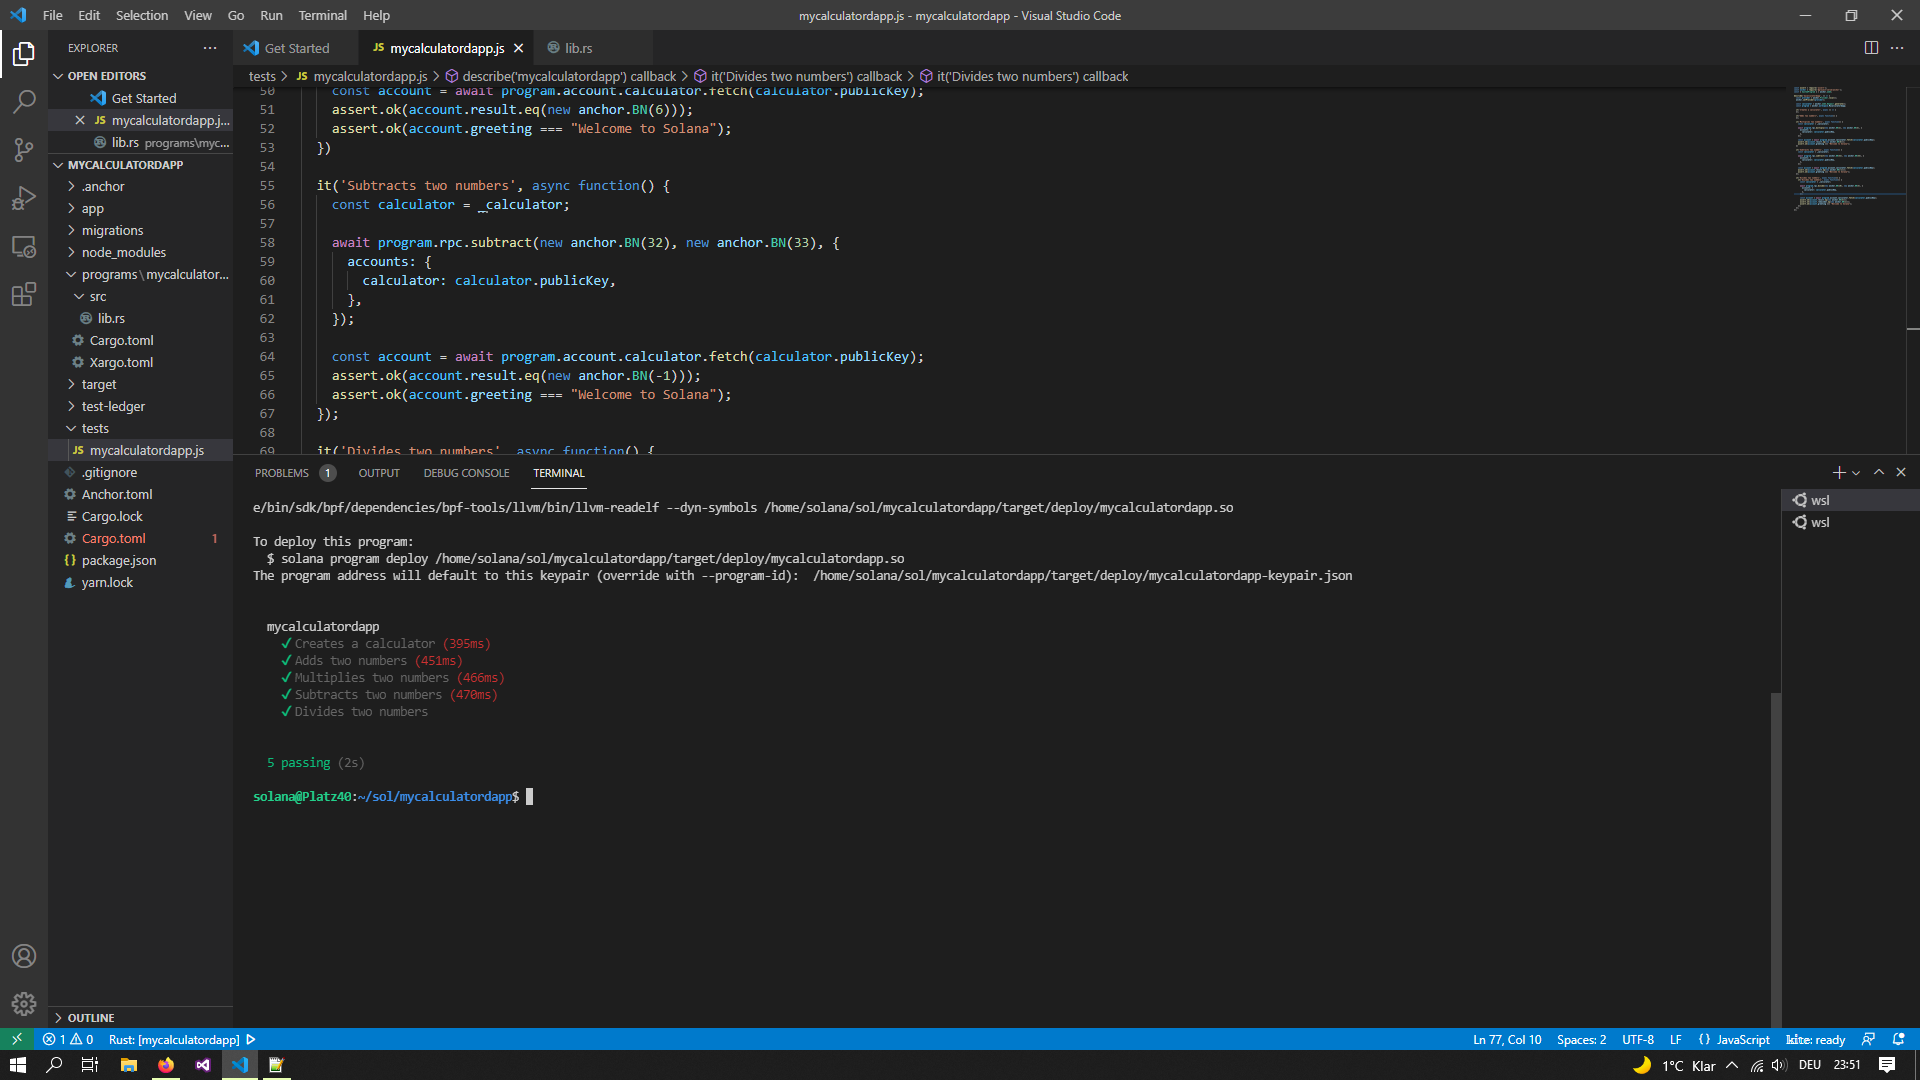 File Edit Selection View Go Run Terminal Help
mycalculatordapp.js - mycalculatordapp - Visual Studio Code
EXPLORER
OPEN EDITORS
Get Started
mycalculatordapp.j...
lib.rs programs\myc...
MYCALCULATORDAPP
.anchor
app
migrations
node_modules
programs\mycalculator...
src
lib.rs
Cargo.toml
Xargo.toml
target
test-ledger
tests
JS mycalculatordapp.js
.gitignore
Anchor.toml
Cargo.lock
Cargo.toml 1
package.json
yarn.lock
OUTLINE
Get Started JS mycalculatordapp.js lib.rs
tests > JS mycalculatordapp.js > describe('mycalculatordapp') callback > it('Divides two numbers') callback > it('Divides two numbers') callback
50 const account = await program.account.calculator.fetch(calculator.publicKey);
51 assert.ok(account.result.eq(new anchor.BN(6)));
52 assert.ok(account.greeting === "Welcome to Solana");
53 })
54
55 it('Subtracts two numbers', async function() {
56 const calculator = _calculator;
57
58 await program.rpc.subtract(new anchor.BN(32), new anchor.BN(33), {
59 accounts: {
60 calculator: calculator.publicKey,
61 },
62 });
63
64 const account = await program.account.calculator.fetch(calculator.publicKey);
65 assert.ok(account.result.eq(new anchor.BN(-1)));
66 assert.ok(account.greeting === "Welcome to Solana");
67 });
68
69 it('Divides two numbers', async function() {
PROBLEMS 1 OUTPUT DEBUG CONSOLE TERMINAL
e/bin/sdk/bpf/dependencies/bpf-tools/llvm/bin/llvm-readelf --dyn-symbols /home/solana/sol/mycalculatordapp/target/deploy/mycalculatordapp.so
To deploy this program:
$ solana program deploy /home/solana/sol/mycalculatordapp/target/deploy/mycalculatordapp.so
The program address will default to this keypair (override with --program-id): /home/solana/sol/mycalculatordapp/target/deploy/mycalculatordapp-keypair.json
mycalculatordapp
✓ Creates a calculator (395ms)
✓ Adds two numbers (451ms)
✓ Multiplies two numbers (466ms)
✓ Subtracts two numbers (470ms)
✓ Divides two numbers
5 passing (2s)
solana@Platz40:~/sol/mycalculatordapp$
wsl
wsl
1 0 Rust: [mycalculatordapp] Ln 77, Col 10 Spaces: 2 UTF-8 LF {} JavaScript kite: ready
1°C Klar DEU 23:51